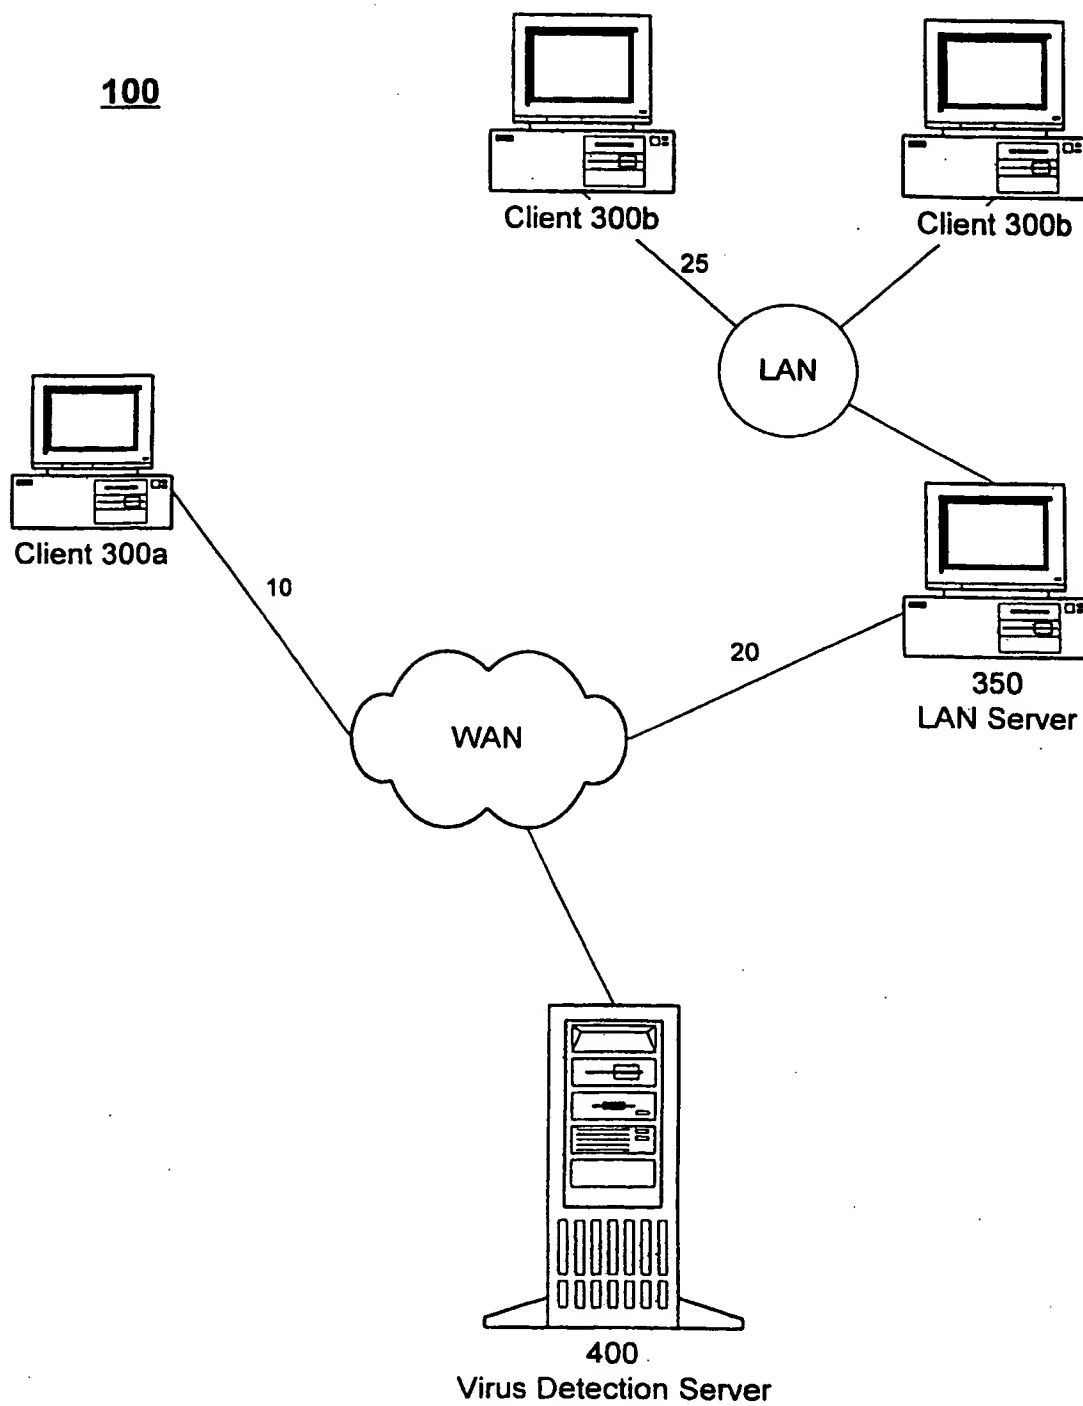 100
Client 300b
Client 300b
25
LAN
Client 300a
10
20
350
LAN Server
WAN
400
Virus Detection Server